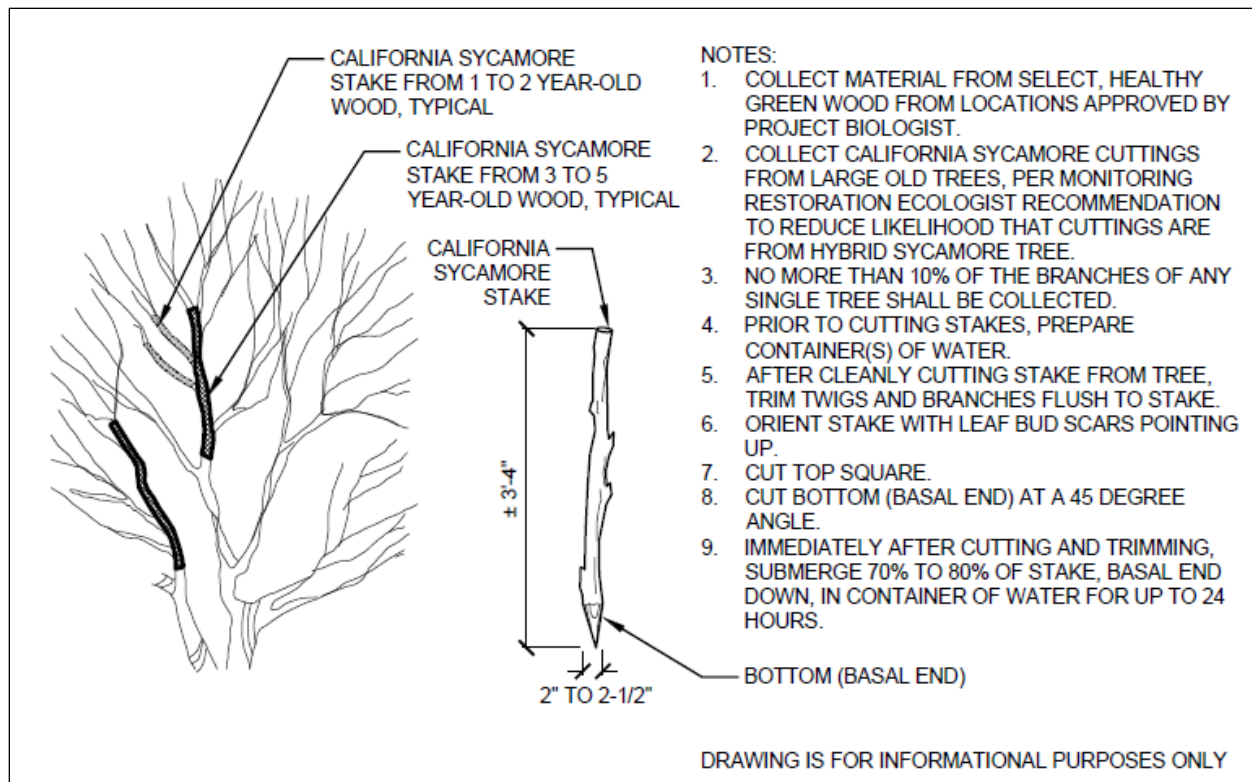 CALIFORNIA SYCAMORE
STAKE FROM 1 TO 2 YEAR-OLD
WOOD, TYPICAL
CALIFORNIA SYCAMORE
STAKE FROM 3 TO 5
YEAR-OLD WOOD, TYPICAL
CALIFORNIA
SYCAMORE
STAKE
± 3'-4"
2" TO 2-1/2"
BOTTOM (BASAL END)
NOTES:
1. COLLECT MATERIAL FROM SELECT, HEALTHY
GREEN WOOD FROM LOCATIONS APPROVED BY
PROJECT BIOLOGIST.
2. COLLECT CALIFORNIA SYCAMORE CUTTINGS
FROM LARGE OLD TREES, PER MONITORING
RESTORATION ECOLOGIST RECOMMENDATION
TO REDUCE LIKELIHOOD THAT CUTTINGS ARE
FROM HYBRID SYCAMORE TREE.
3. NO MORE THAN 10% OF THE BRANCHES OF ANY
SINGLE TREE SHALL BE COLLECTED.
4. PRIOR TO CUTTING STAKES, PREPARE
CONTAINER(S) OF WATER.
5. AFTER CLEANLY CUTTING STAKE FROM TREE,
TRIM TWIGS AND BRANCHES FLUSH TO STAKE.
6. ORIENT STAKE WITH LEAF BUD SCARS POINTING
UP.
7. CUT TOP SQUARE.
8. CUT BOTTOM (BASAL END) AT A 45 DEGREE
ANGLE.
9. IMMEDIATELY AFTER CUTTING AND TRIMMING,
SUBMERGE 70% TO 80% OF STAKE, BASAL END
DOWN, IN CONTAINER OF WATER FOR UP TO 24
HOURS.
DRAWING IS FOR INFORMATIONAL PURPOSES ONLY